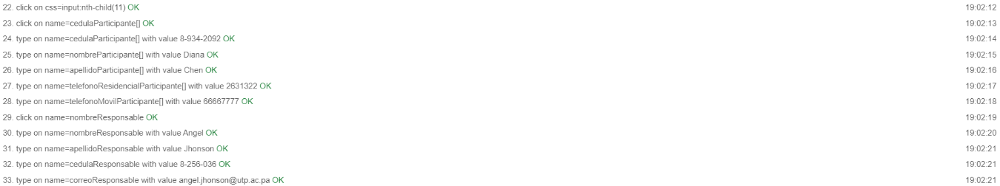 22. click on css=input:nth-child(11) OK 19:02:12
23. click on name=cedulaParticipante[] OK 19:02:13
24. type on name=cedulaParticipante[] with value 8-934-2092 OK 19:02:14
25. type on name=nombreParticipante[] with value Diana OK 19:02:15
26. type on name=apellidoParticipante[] with value Chen OK 19:02:16
27. type on name=telefonoResidencialParticipante[] with value 2631322 OK 19:02:17
28. type on name=telefonoMovilParticipante[] with value 66667777 OK 19:02:18
29. click on name=nombreResponsable OK 19:02:19
30. type on name=nombreResponsable with value Angel OK 19:02:20
31. type on name=apellidoResponsable with value Jhonson OK 19:02:21
32. type on name=cedulaResponsable with value 8-256-036 OK 19:02:21
33. type on name=correoResponsable with value angel.jhonson@utp.ac.pa OK 19:02:21